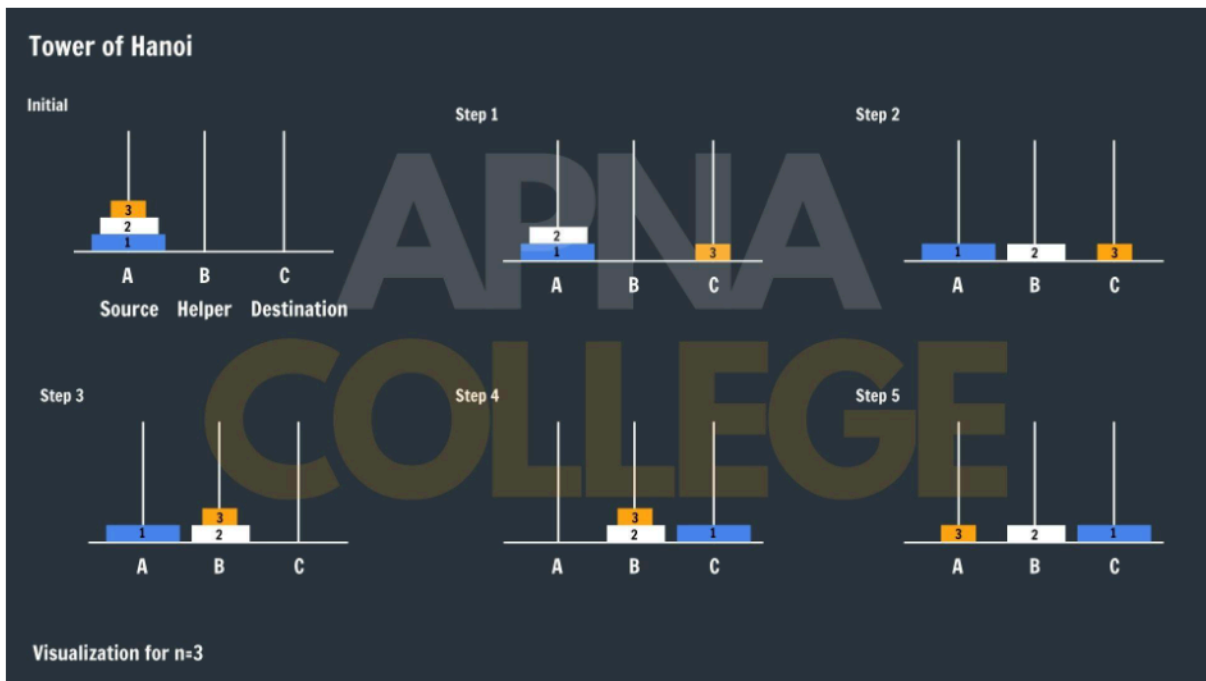 Tower of Hanoi
Initial
Step 1
Step 2
3
2
1
2
1
3
1
2
3
A B C
A B C
A B C
Source Helper Destination
APNA
COLLEGE
Step 3
Step 4
Step 5
1
3
2
3
2
1
3
2
1
A B C
A B C
A B C
Visualization for n=3